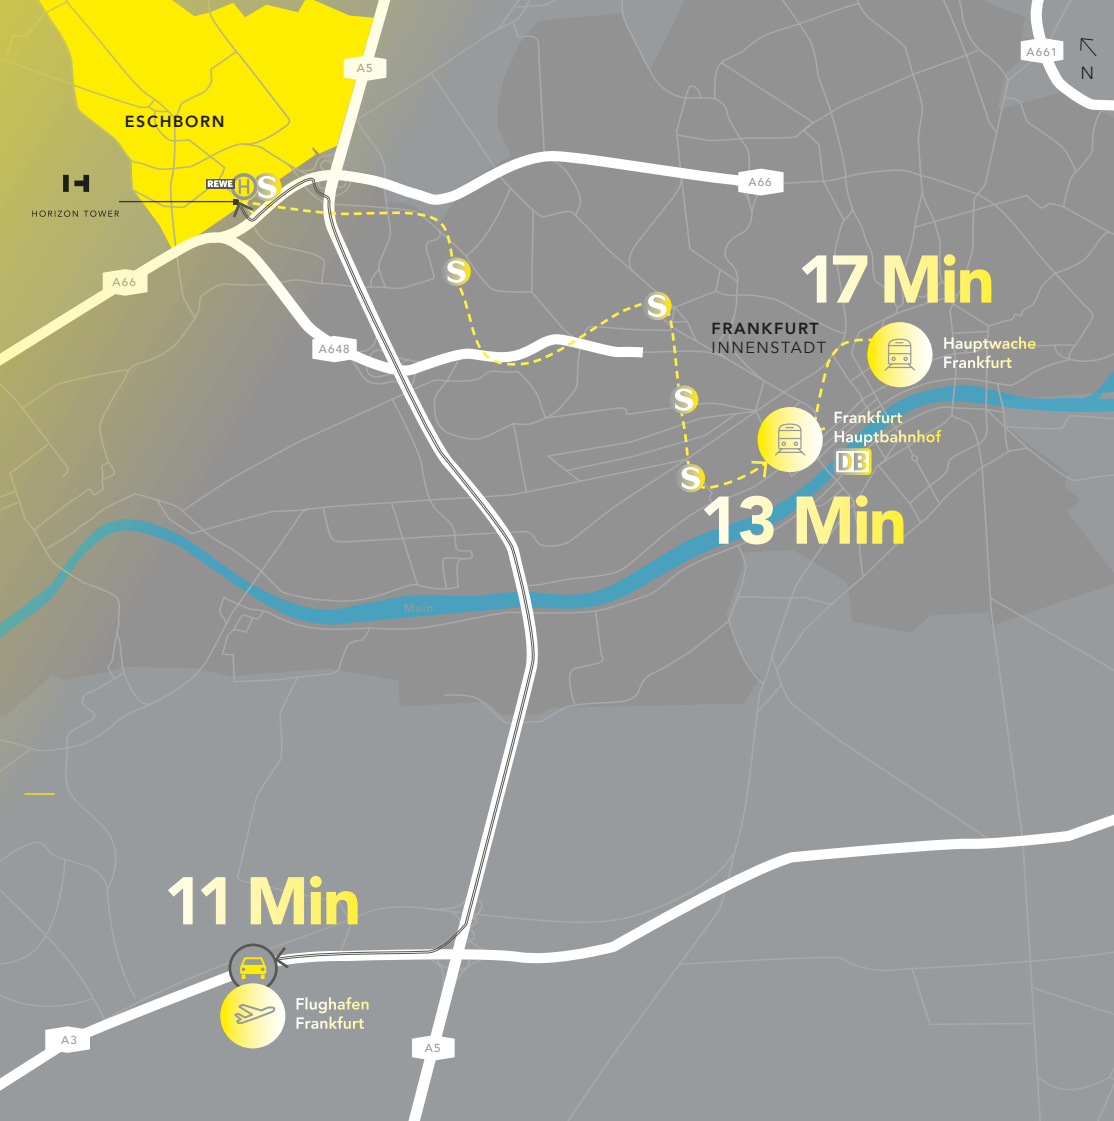 A5
A661
N
ESCHBORN
REWE
H
S
HORIZON TOWER
A66
A66
17 Min
S
S
FRANKFURT
INNENSTADT
Hauptwache
Frankfurt
A648
S
Frankfurt
Hauptbahnhof
DB
S
13 Min
Main
11 Min
Flughafen
Frankfurt
A3
A5